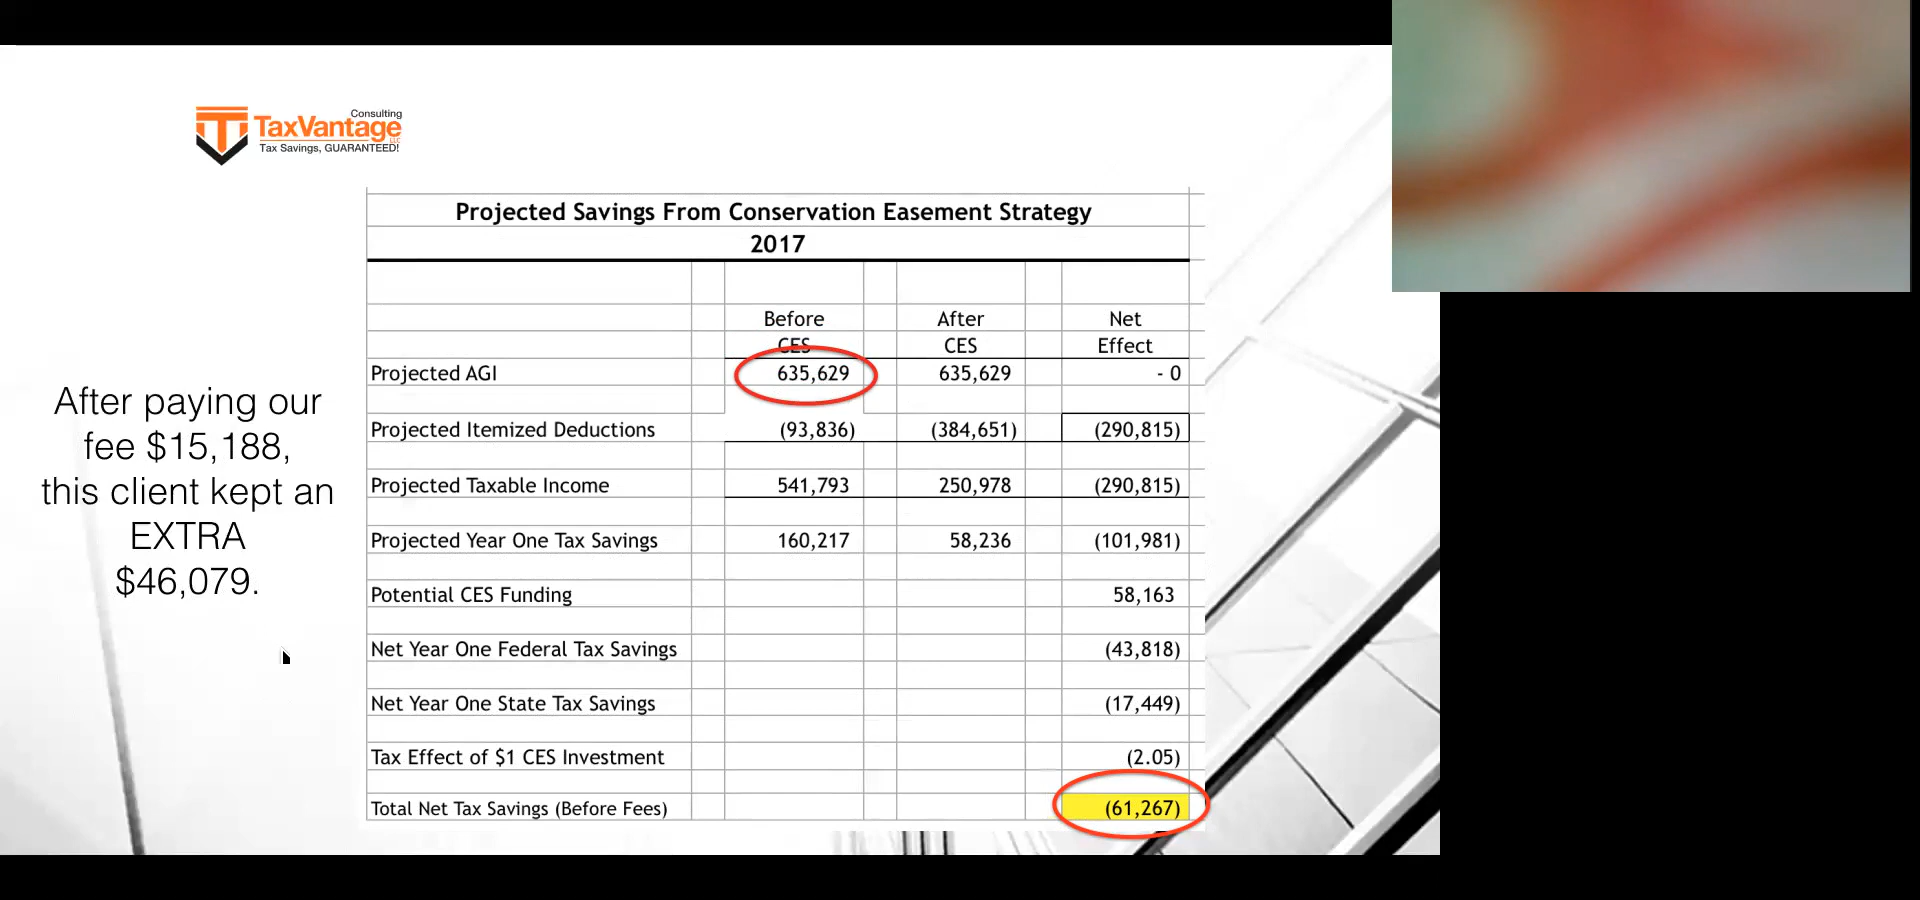 Consulting
TaxVantage
LLC
Tax Savings, GUARANTEED!
Projected Savings From Conservation Easement Strategy
2017
Before After Net
CES CES Effect
Projected AGI 635,629 635,629 - 0
Projected Itemized Deductions (93,836) (384,651) (290,815)
Projected Taxable Income 541,793 250,978 (290,815)
Projected Year One Tax Savings 160,217 58,236 (101,981)
Potential CES Funding 58,163
Net Year One Federal Tax Savings (43,818)
Net Year One State Tax Savings (17,449)
Tax Effect of $1 CES Investment (2.05)
Total Net Tax Savings (Before Fees) (61,267)
After paying our
fee $15,188,
this client kept an
EXTRA
$46,079.